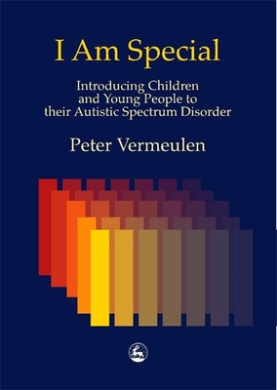 I Am Special
Introducing Children
and Young People to
their Autistic Spectrum Disorder
Peter Vermeulen